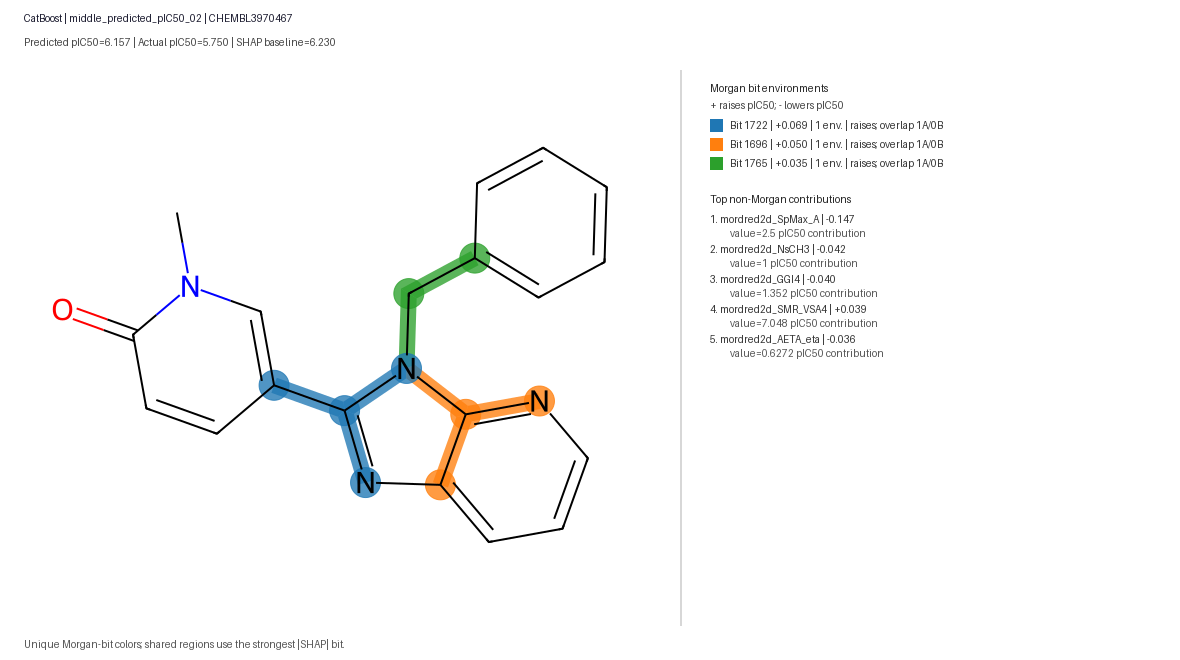 CatBoost | middle_predicted_pIC50_02 | CHEMBL3970467
Predicted pIC50=6.157 | Actual pIC50=5.750 | SHAP baseline=6.230
Morgan bit environments
+ raises pIC50; - lowers pIC50
Bit 1722 | +0.069 | 1 env. | raises; overlap 1A/0B
Bit 1696 | +0.050 | 1 env. | raises; overlap 1A/0B
Bit 1765 | +0.035 | 1 env. | raises; overlap 1A/0B
Top non-Morgan contributions
1. mordred2d_SpMax_A | -0.147
value=2.5 pIC50 contribution
2. mordred2d_NsCH3 | -0.042
value=1 pIC50 contribution
3. mordred2d_GGI4 | -0.040
value=1.352 pIC50 contribution
4. mordred2d_SMR_VSA4 | +0.039
value=7.048 pIC50 contribution
5. mordred2d_AETA_eta | -0.036
value=0.6272 pIC50 contribution
N
O
N
N
N
Unique Morgan-bit colors; shared regions use the strongest |SHAP| bit.